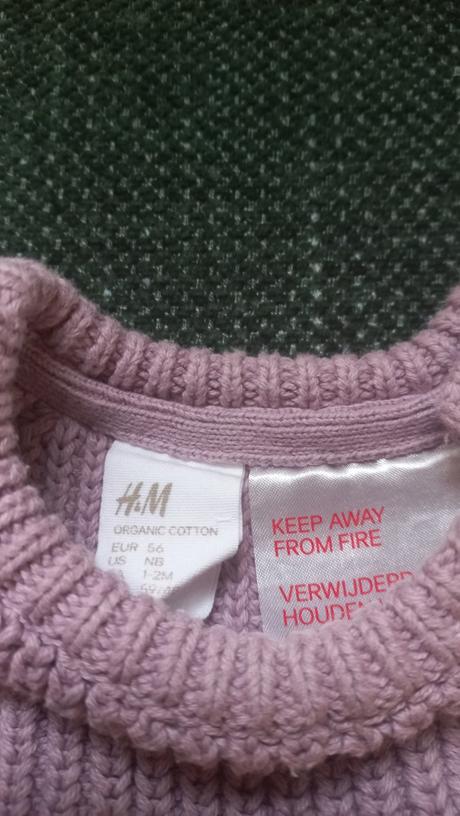 H&M
ORGANIC COTTON
EUR 56
US NB
1-2M
KEEP AWAY
FROM FIRE
VERWIJDERD
HOUDEN